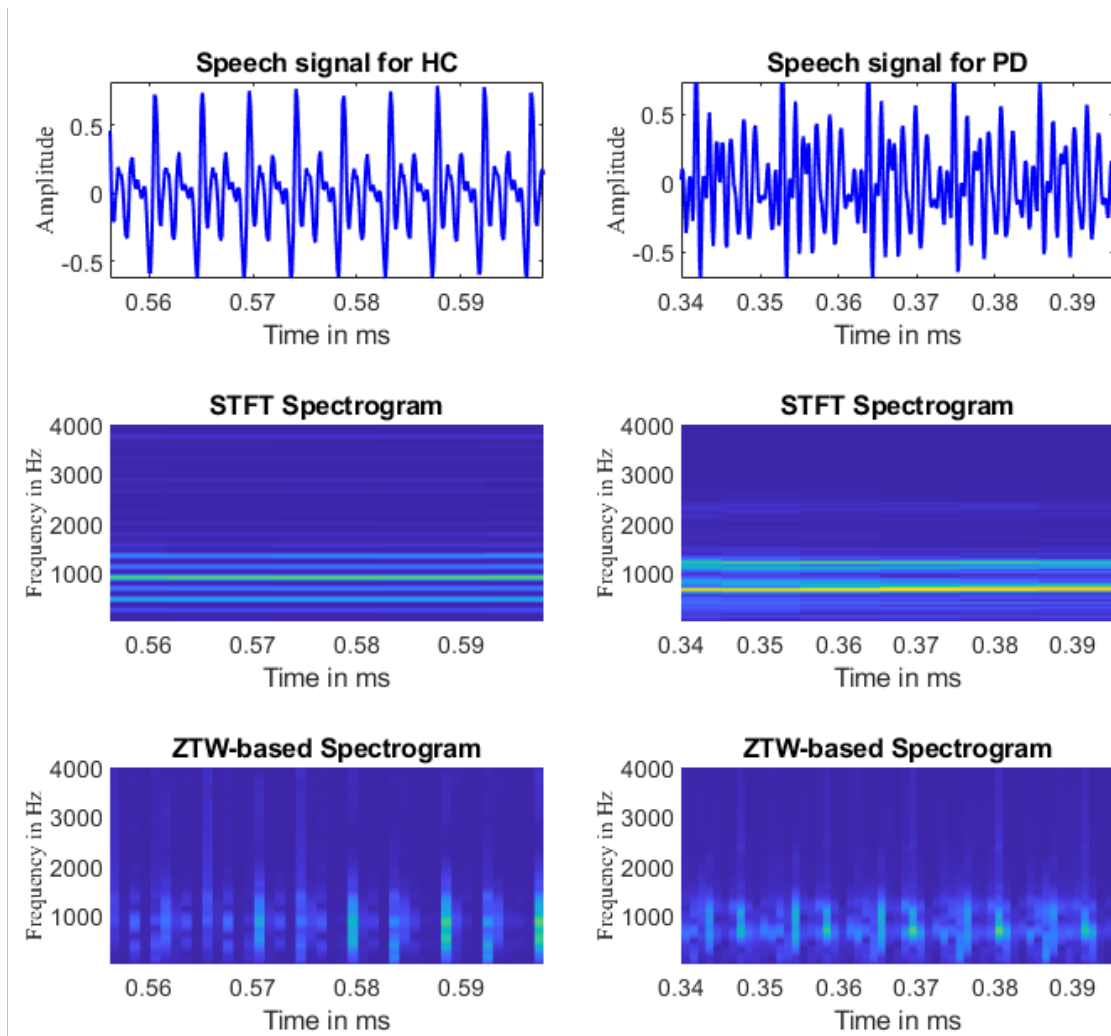 Speech signal for HC
Amplitude
0.5
0
-0.5
0.56 0.57 0.58 0.59
Time in ms
Speech signal for PD
Amplitude
0.5
0
-0.5
0.34 0.35 0.36 0.37 0.38 0.39
Time in ms
STFT Spectrogram
Frequency in Hz
4000
3000
2000
1000
0.56 0.57 0.58 0.59
Time in ms
STFT Spectrogram
Frequency in Hz
4000
3000
2000
1000
0.34 0.35 0.36 0.37 0.38 0.39
Time in ms
ZTW-based Spectrogram
Frequency in Hz
4000
3000
2000
1000
0.56 0.57 0.58 0.59
Time in ms
ZTW-based Spectrogram
Frequency in Hz
4000
3000
2000
1000
0.34 0.35 0.36 0.37 0.38 0.39
Time in ms